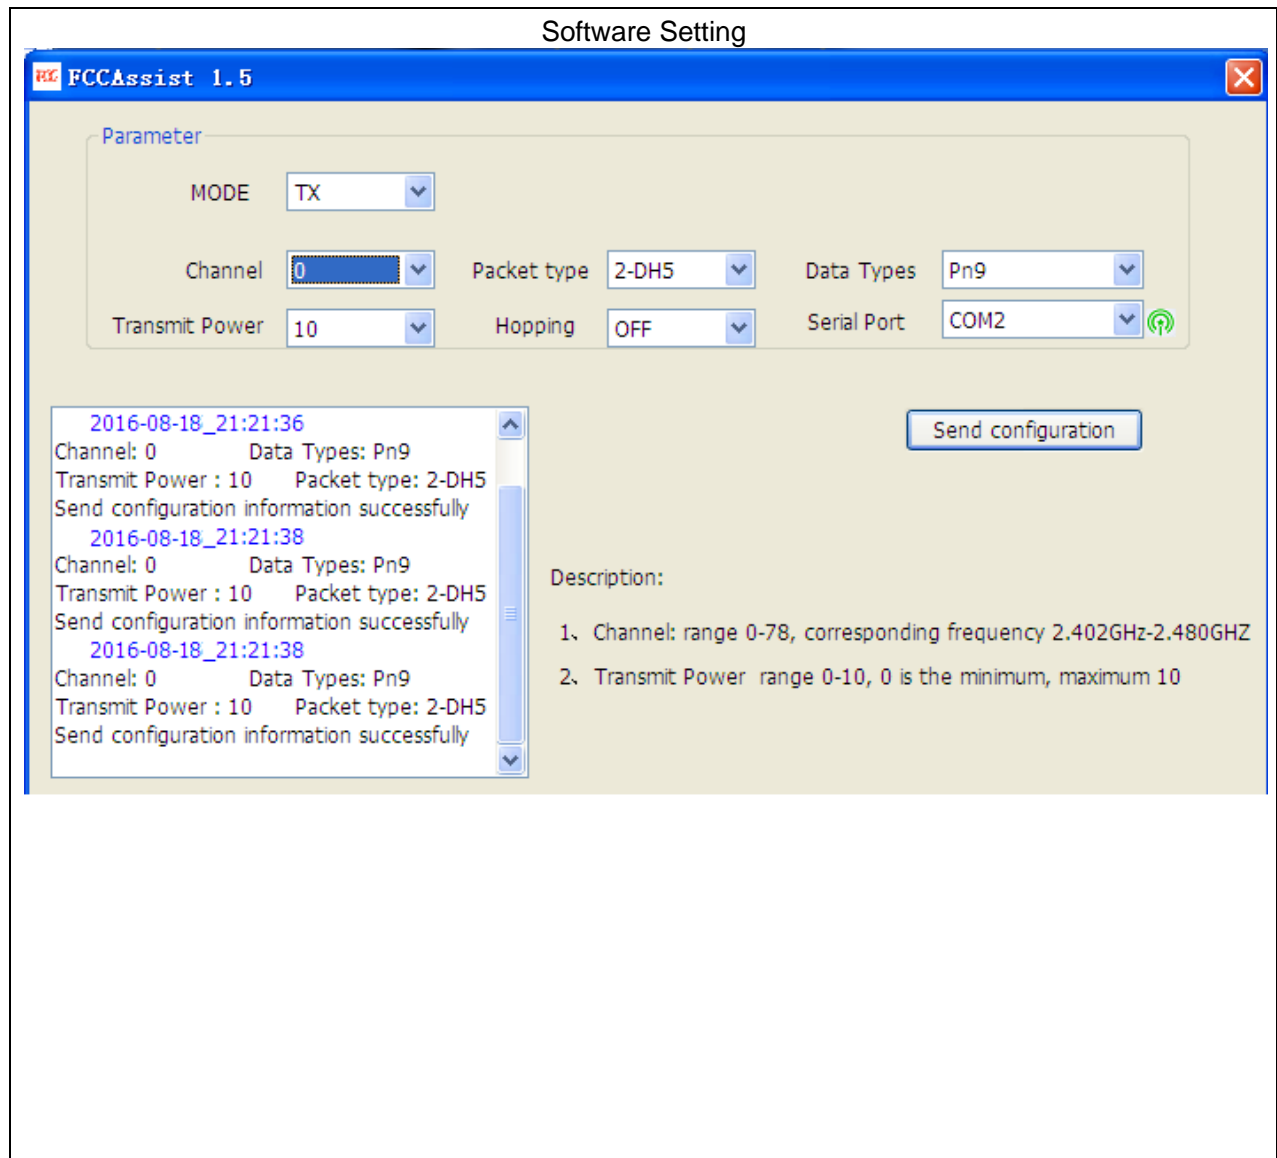 Software Setting
FCCAssist 1.5
Parameter
MODE TX
Channel 0 Packet type 2-DH5 Data Types Pn9
Transmit Power 10 Hopping OFF Serial Port COM2
2016-08-18_21:21:36
Channel: 0 Data Types: Pn9
Transmit Power : 10 Packet type: 2-DH5
Send configuration information successfully
2016-08-18_21:21:38
Channel: 0 Data Types: Pn9
Transmit Power : 10 Packet type: 2-DH5
Send configuration information successfully
2016-08-18_21:21:38
Channel: 0 Data Types: Pn9
Transmit Power : 10 Packet type: 2-DH5
Send configuration information successfully
Send configuration
Description:
1、Channel: range 0-78, corresponding frequency 2.402GHz-2.480GHZ
2、Transmit Power range 0-10, 0 is the minimum, maximum 10